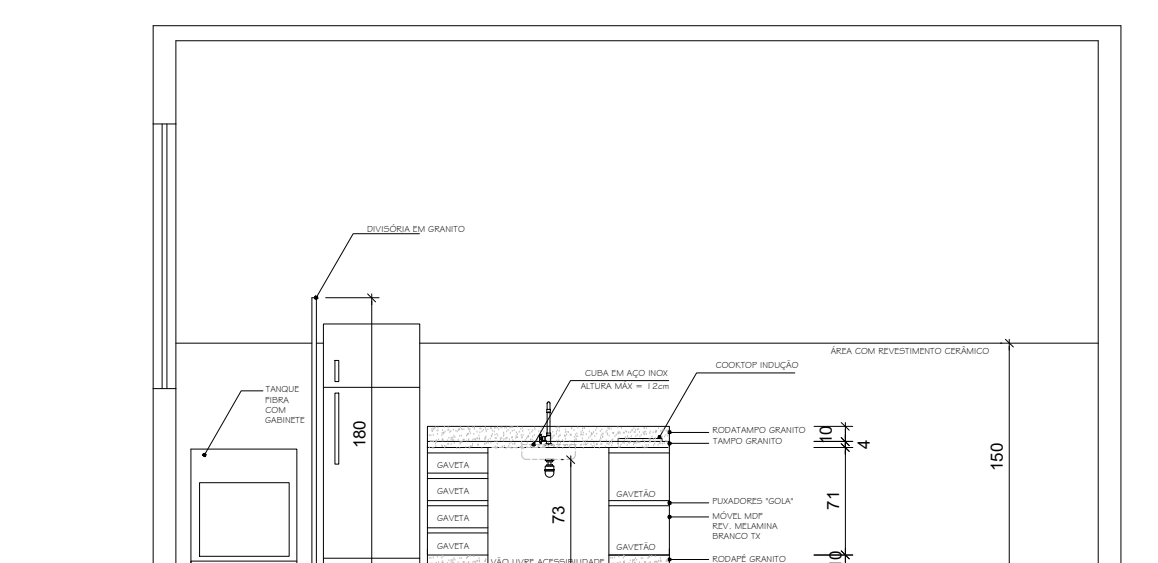 DIVISÓRIA EM GRANITO
ÁREA COM REVESTIMENTO CERÂMICO
COOKTOP INDUÇÃO
CUBA EM AÇO INOX
ALTURA MÁX = 12cm
TANQUE
FIBRA
COM
GABINETE
180
RODATAMPO GRANITO
TAMPO GRANITO
10
4
150
GAVETA
GAVETA
GAVETA
GAVETA
73
GAVETÃO
GAVETÃO
PUXADORES "GOLA"
MÓVEL MDF
REV. MELAMINA
BRANCO TX
71
RODAPÉ GRANITO
10
VÃO LIVRE ACESSIBILIDADE